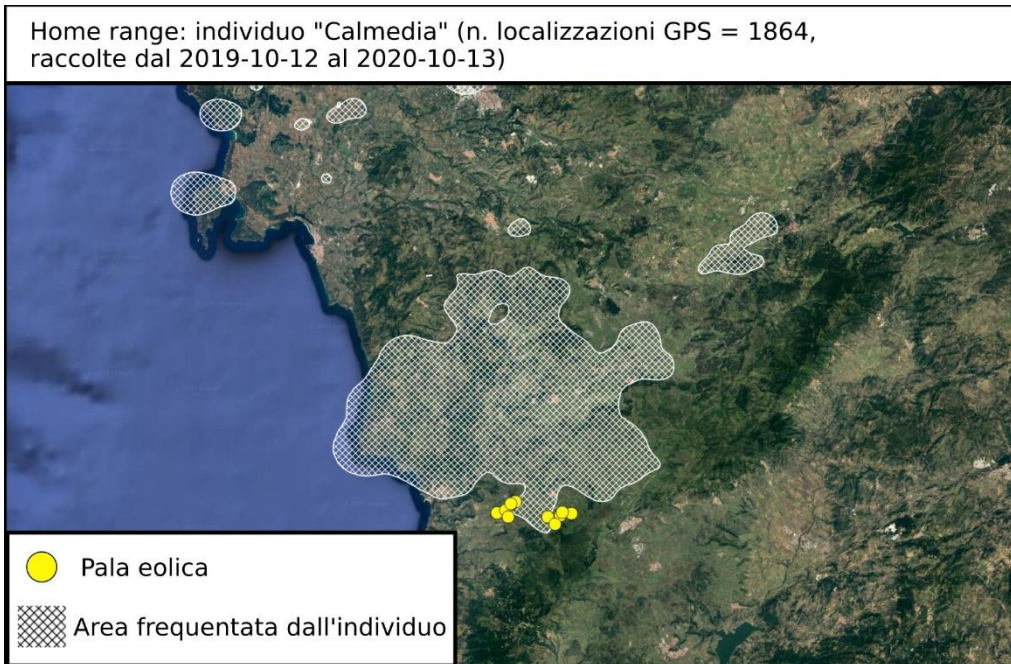 Home range: individuo "Calmedia" (n. localizzazioni GPS = 1864,
raccolte dal 2019-10-12 al 2020-10-13)
Pala eolica
Area frequentata dall'individuo